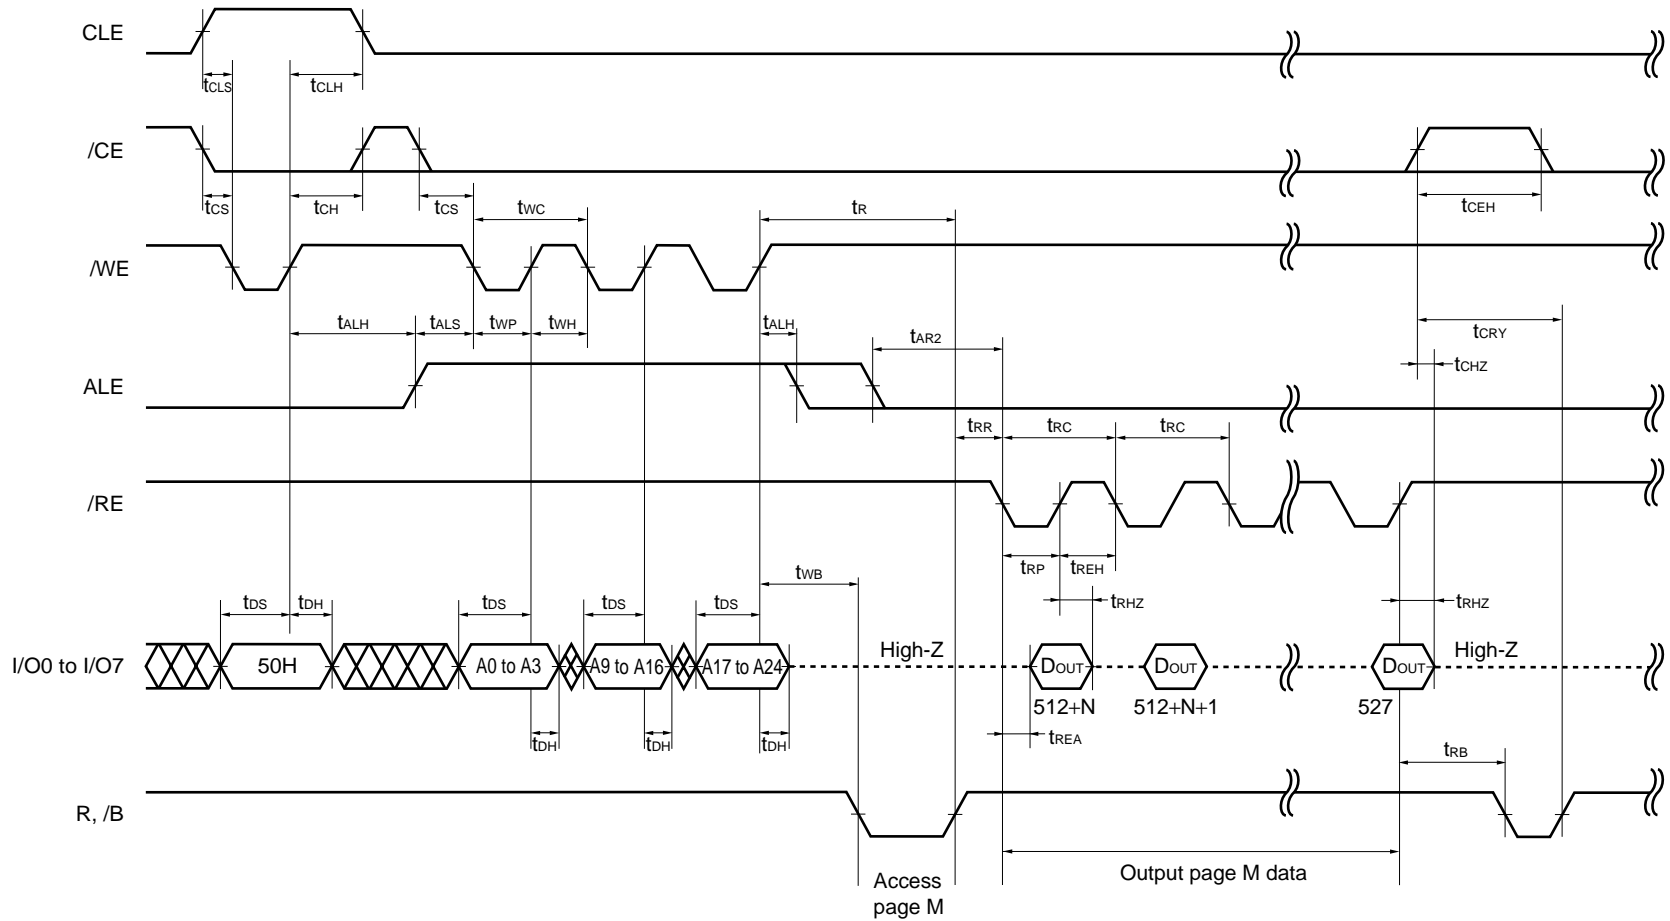 CLE
tCLS
tCLH
/CE
tCS
tCH
tCS
tWC
tR
tCEH
/WE
tALH
tALS
tWP
tWH
tALH
tAR2
tCRY
tCHZ
ALE
tRR
tRC
tRC
/RE
tRP
tREH
tWB
tRHZ
tRHZ
tDS
tDH
tDS
tDS
tDS
I/O0 to I/O7
50H
A0 to A3
A9 to A16
A17 to A24
High-Z
DOUT
DOUT
DOUT
High-Z
512+N
512+N+1
527
tDH
tDH
tDH
tREA
tRB
R, /B
Access
page M
Output page M data